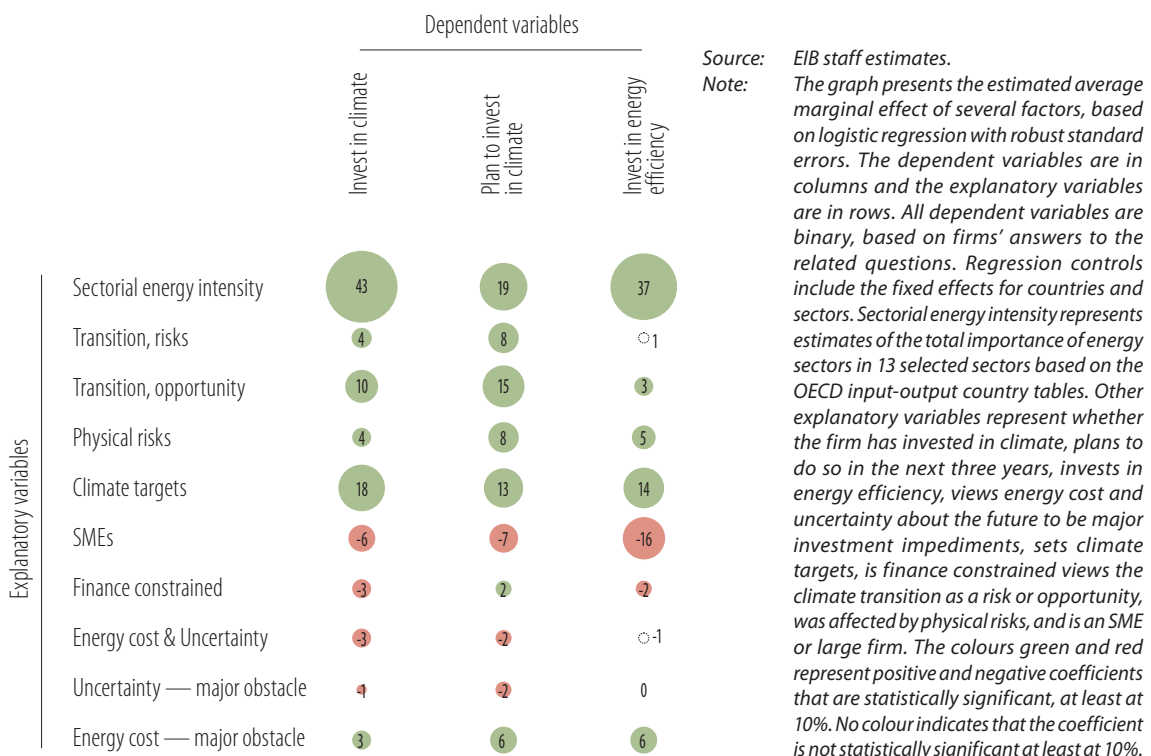 Dependent variables
Invest in climate
Plan to invest
in climate
Invest in energy
efficiency
Explanatory variables
Sectorial energy intensity 43 19 37
Transition, risks 4 8 1
Transition, opportunity 10 15 3
Physical risks 4 8 5
Climate targets 18 13 14
SMEs -6 -7 -16
Finance constrained -3 2 -2
Energy cost & Uncertainty -3 -2 -1
Uncertainty — major obstacle -1 -2 0
Energy cost — major obstacle 3 6 6
Source: EIB staff estimates.
Note: The graph presents the estimated average
marginal effect of several factors, based
on logistic regression with robust standard
errors. The dependent variables are in
columns and the explanatory variables
are in rows. All dependent variables are
binary, based on firms’ answers to the
related questions. Regression controls
include the fixed effects for countries and
sectors. Sectorial energy intensity represents
estimates of the total importance of energy
sectors in 13 selected sectors based on the
OECD input-output country tables. Other
explanatory variables represent whether
the firm has invested in climate, plans to
do so in the next three years, invests in
energy efficiency, views energy cost and
uncertainty about the future to be major
investment impediments, sets climate
targets, is finance constrained views the
climate transition as a risk or opportunity,
was affected by physical risks, and is an SME
or large firm. The colours green and red
represent positive and negative coefficients
that are statistically significant, at least at
10%. No colour indicates that the coefficient
is not statistically significant at least at 10%.